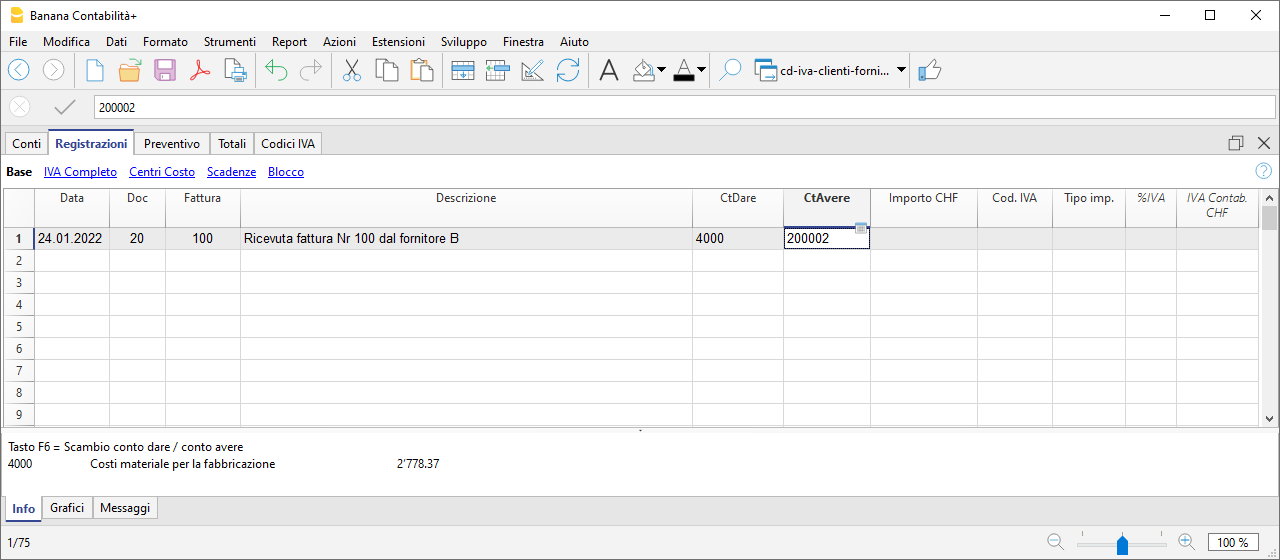 Banana Contabilità+
File Modifica Dati Formato Strumenti Report Azioni Estensioni Sviluppo Finestra Aiuto
cd-iva-clienti-forni...
200002
Conti Registrazioni Preventivo Totali Codici IVA
Base IVA Completo Centri Costo Scadenze Blocco
Data Doc Fattura Descrizione CtDare CtAvere Importo CHF Cod. IVA Tipo imp. %IVA IVA Contab. CHF
1 24.01.2022 20 100 Ricevuta fattura Nr 100 dal fornitore B 4000 200002
2
3
4
5
6
7
8
9
Tasto F6 = Scambio conto dare / conto avere
4000 Costi materiale per la fabbricazione 2'778.37
Info Grafici Messaggi
1/75 100 %